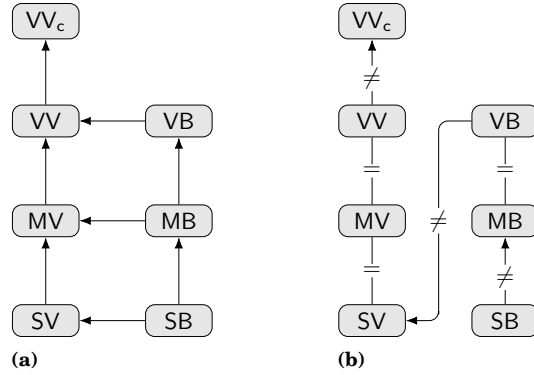 VVc VVc
≠
VV VB VV VB
= ≠ =
MV MB MV MB
= ≠
SV SB SV SB
(a) (b)